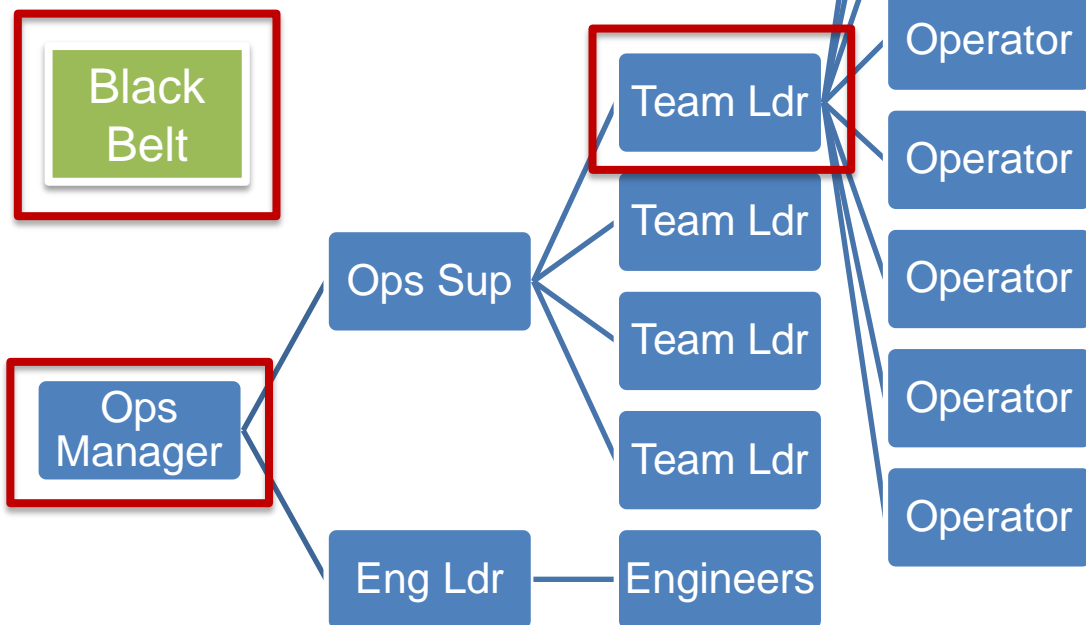 Black
Belt
Ops
Manager
Ops Sup
Eng Ldr
Team Ldr
Team Ldr
Team Ldr
Team Ldr
Engineers
Operator
Operator
Operator
Operator
Operator